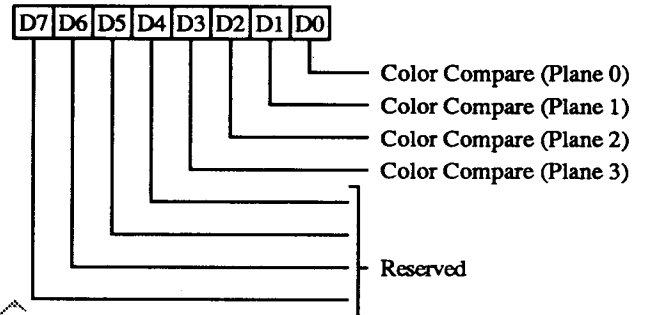 D7 D6 D5 D4 D3 D2 D1 D0
Color Compare (Plane 0)
Color Compare (Plane 1)
Color Compare (Plane 2)
Color Compare (Plane 3)
Reserved